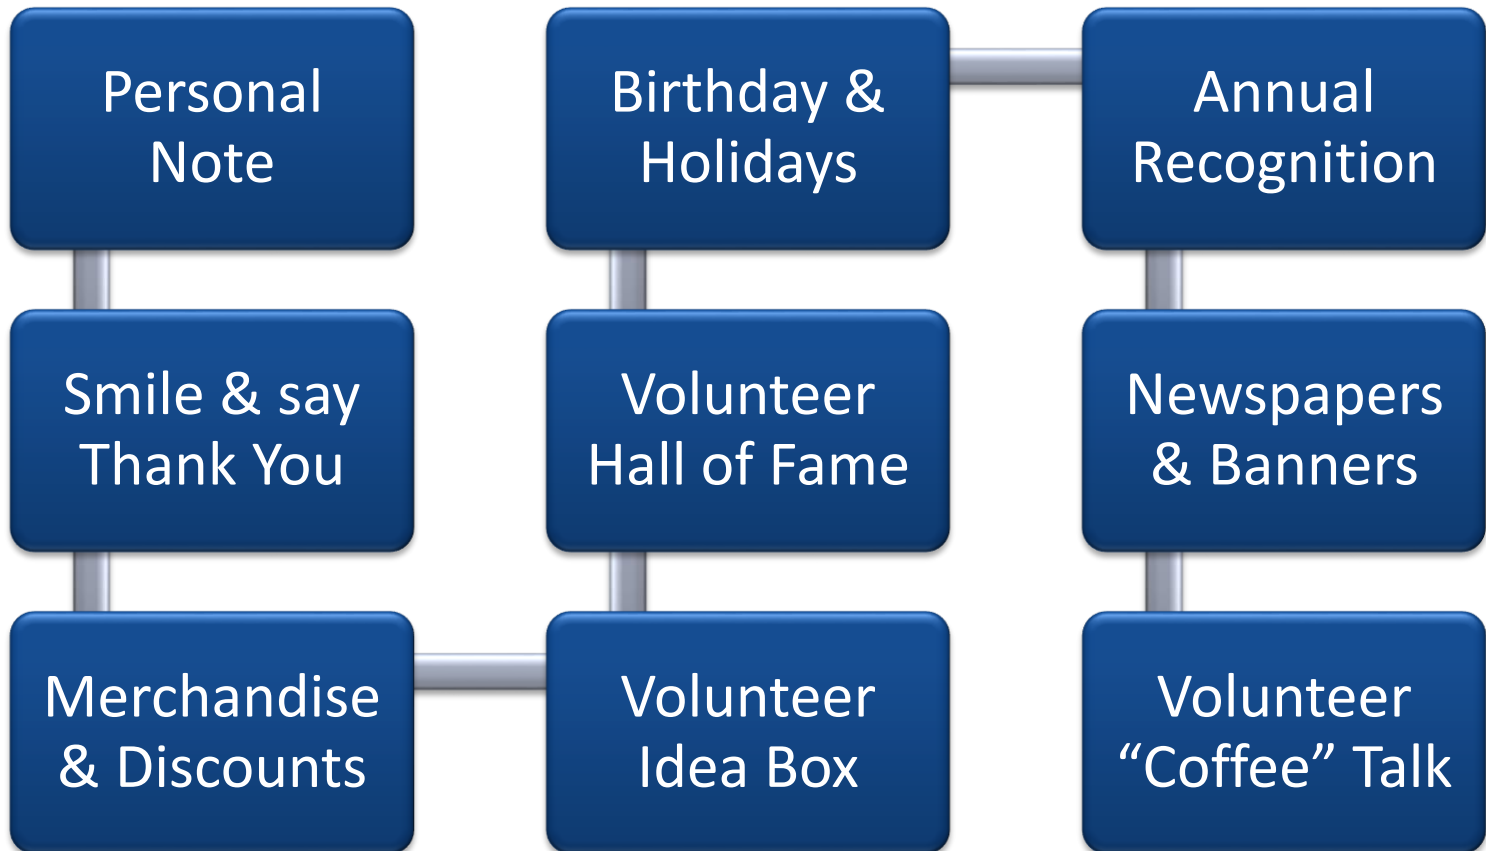 Personal
Note
Smile & say
Thank You
Merchandise
& Discounts
Volunteer
Idea Box
Volunteer
Hall of Fame
Birthday &
Holidays
Annual
Recognition
Newspapers
& Banners
Volunteer
“Coffee” Talk